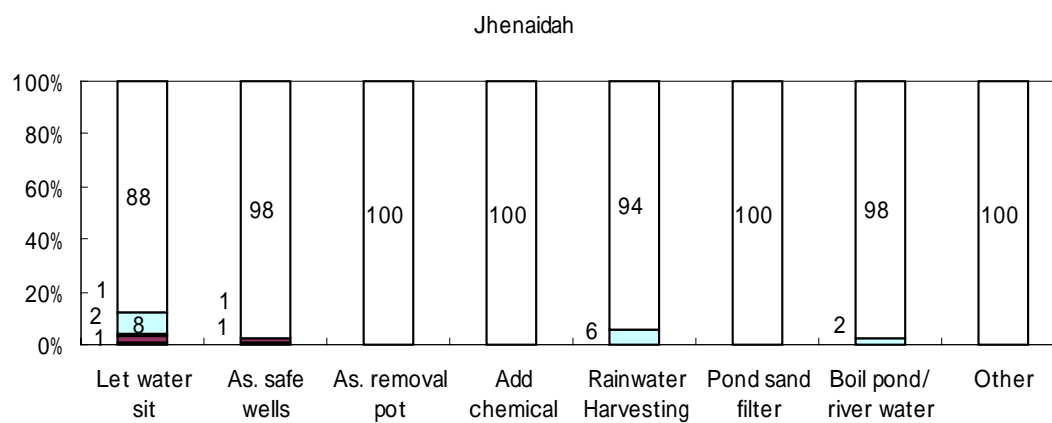 Jhenaidah
100%
80%
60%
40%
20%
0%
88
1
2
8
1
98
1
1
100
100
94
6
100
98
2
100
Let water sit
As. safe wells
As. removal pot
Add chemical
Rainwater Harvesting
Pond sand filter
Boil pond/ river water
Other